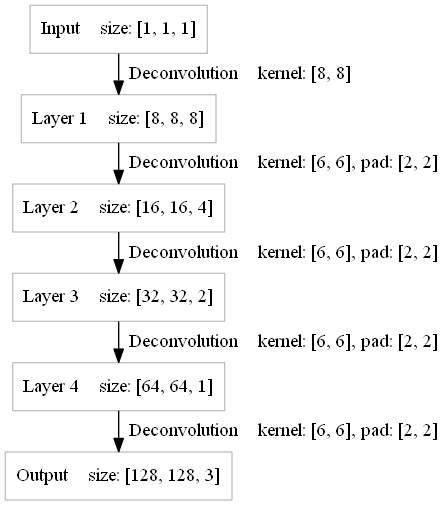 Input size: [1, 1, 1]
Deconvolution kernel: [8, 8]
Layer 1 size: [8, 8, 8]
Deconvolution kernel: [6, 6], pad: [2, 2]
Layer 2 size: [16, 16, 4]
Deconvolution kernel: [6, 6], pad: [2, 2]
Layer 3 size: [32, 32, 2]
Deconvolution kernel: [6, 6], pad: [2, 2]
Layer 4 size: [64, 64, 1]
Deconvolution kernel: [6, 6], pad: [2, 2]
Output size: [128, 128, 3]